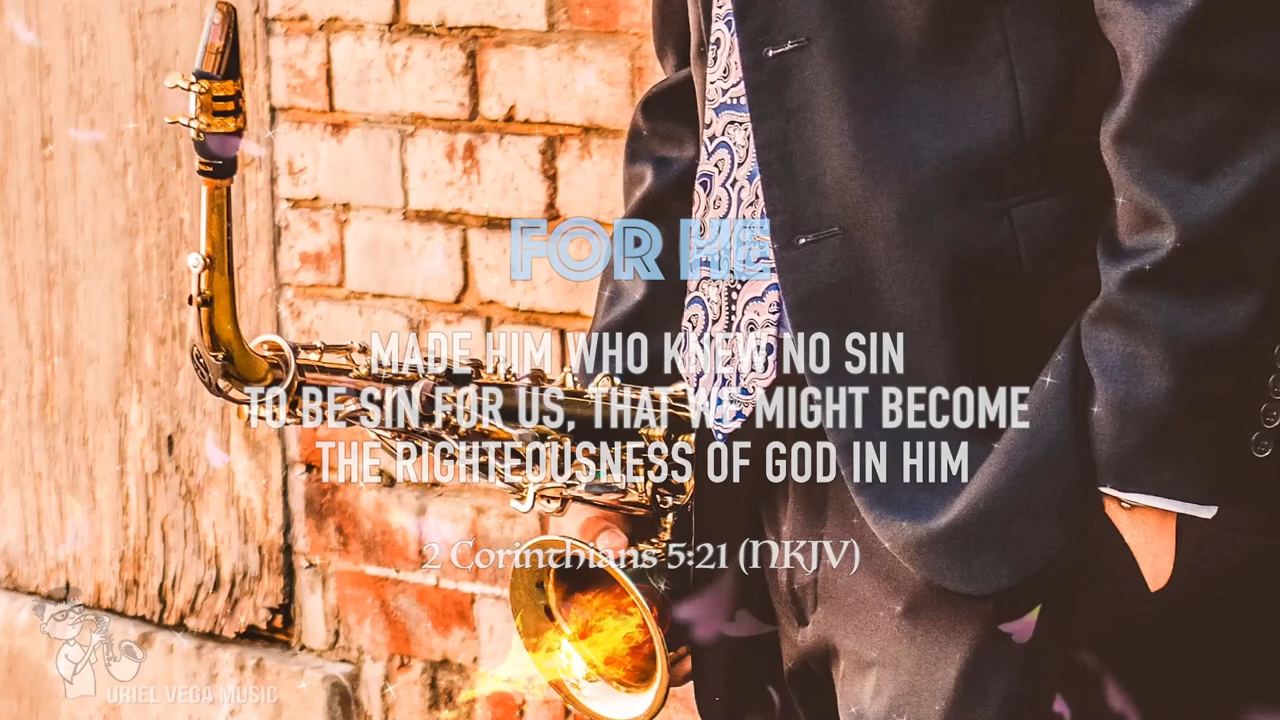 FOR HE
MADE HIM WHO KNEW NO SIN
TO BE SIN FOR US, THAT WE MIGHT BECOME
THE RIGHTEOUSNESS OF GOD IN HIM
2 Corinthians 5:21 (NKJV)
URIEL VEGA MUSIC